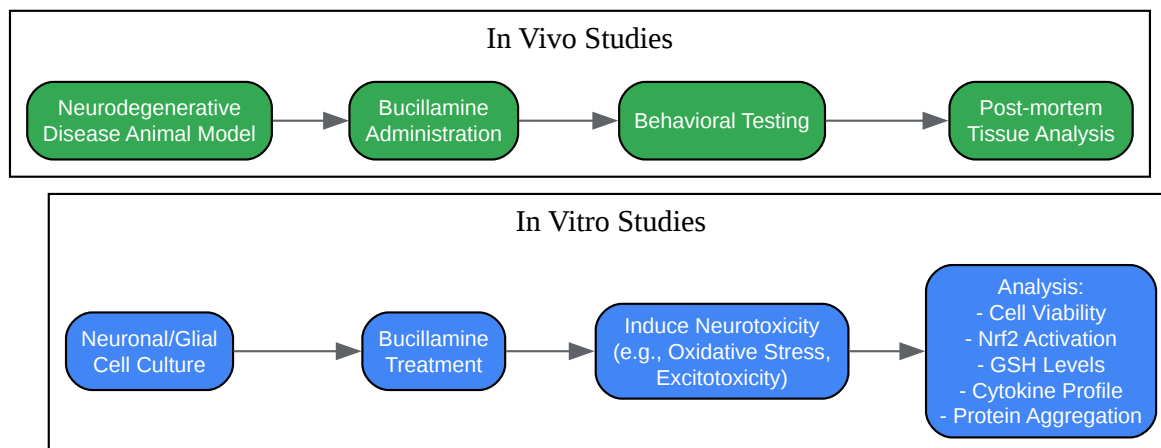 In Vivo Studies
Neurodegenerative
Disease Animal Model
Bucillamine
Administration
Behavioral Testing
Post-mortem
Tissue Analysis
In Vitro Studies
Neuronal/Glial
Cell Culture
Bucillamine
Treatment
Induce Neurotoxicity
(e.g., Oxidative Stress,
Excitotoxicity)
Analysis:
- Cell Viability
- Nrf2 Activation
- GSH Levels
- Cytokine Profile
- Protein Aggregation